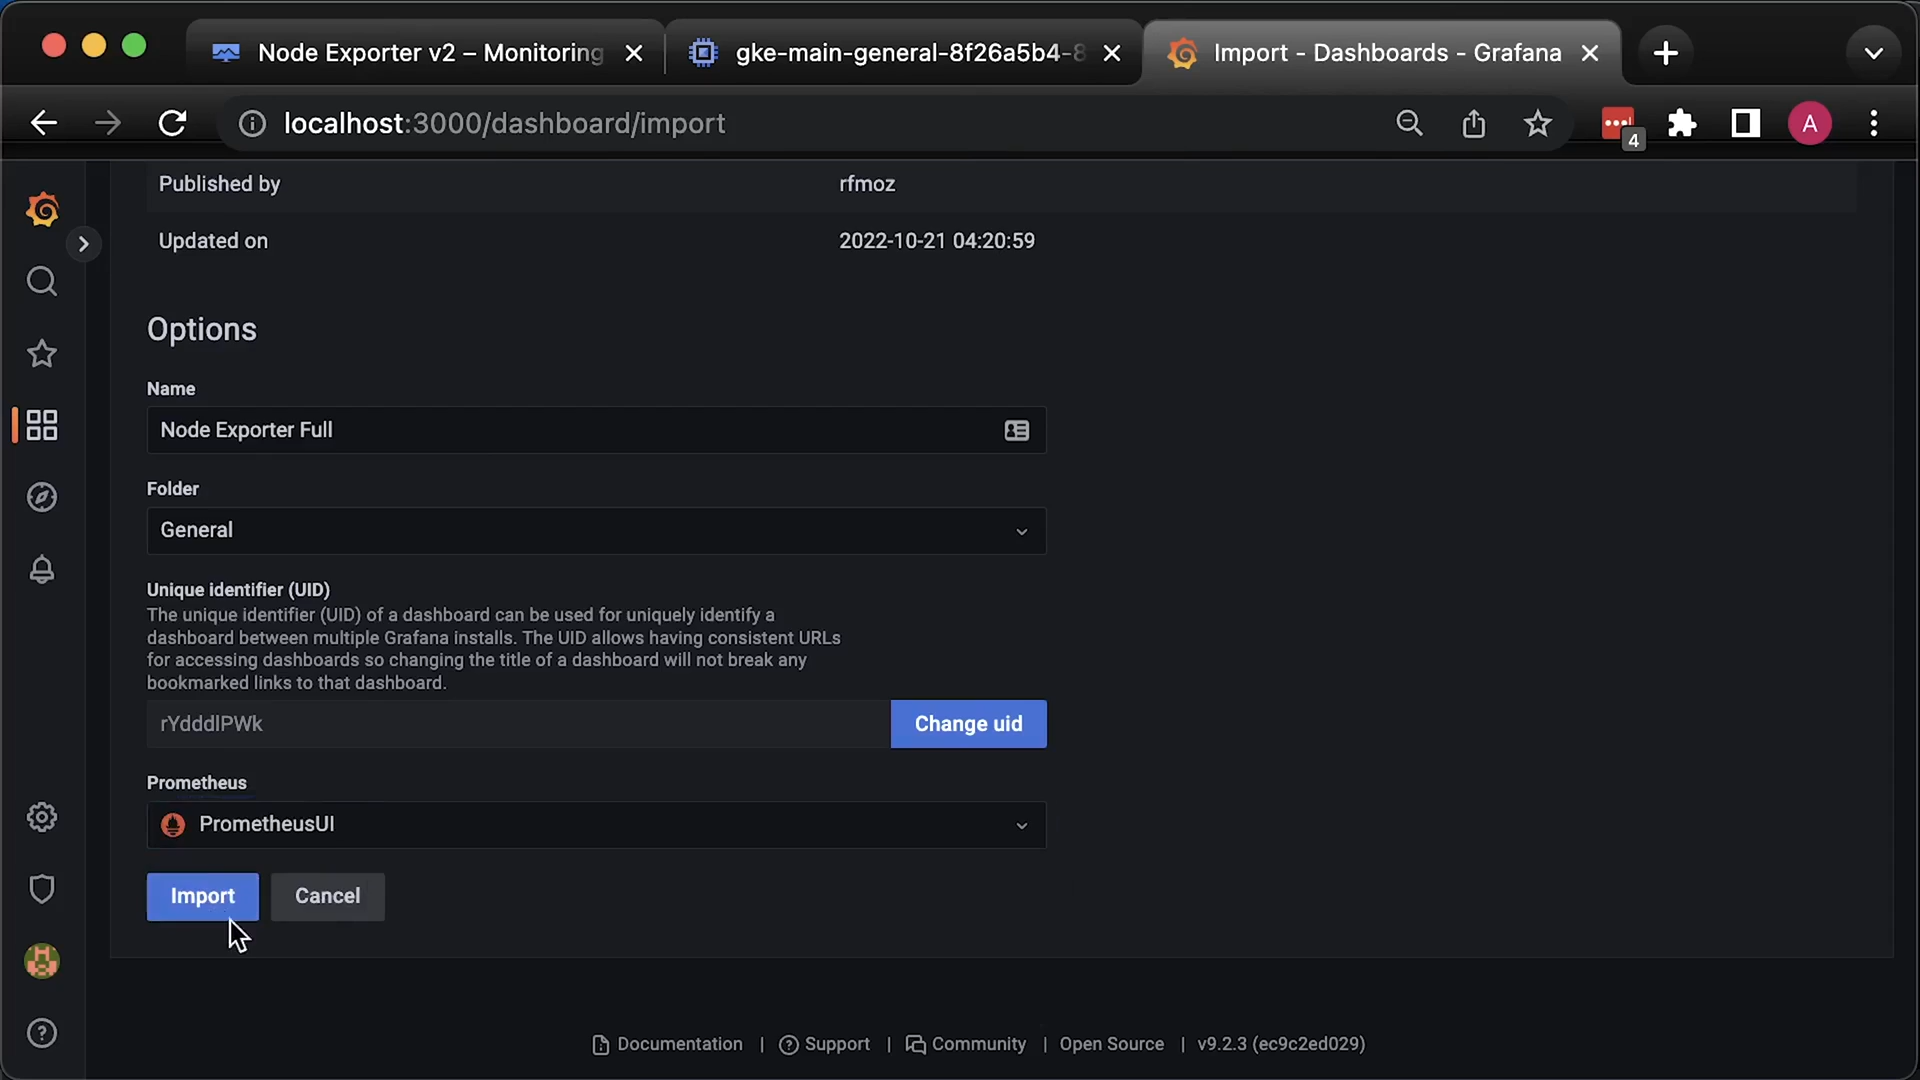 Node Exporter v2 – Monitoring
gke-main-general-8f26a5b4-8
Import - Dashboards - Grafana
localhost:3000/dashboard/import
4
A
Published by
rfmoz
Updated on
2022-10-21 04:20:59
Options
Name
Node Exporter Full
Folder
General
Unique identifier (UID)
The unique identifier (UID) of a dashboard can be used for uniquely identify a
dashboard between multiple Grafana installs. The UID allows having consistent URLs
for accessing dashboards so changing the title of a dashboard will not break any
bookmarked links to that dashboard.
rYdddlPWk
Change uid
Prometheus
PrometheusUI
Import
Cancel
Documentation | Support | Community | Open Source | v9.2.3 (ec9c2ed029)